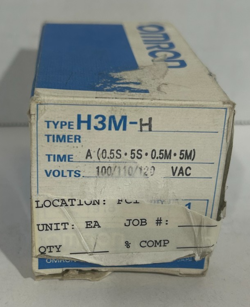 OMRON
TYPE H3M-H
TIMER
TIME A (0.5S·5S·0.5M·5M)
VOLTS 100/110/120 VAC
LOCATION: 1
UNIT: EA JOB #:
QTY % COMP